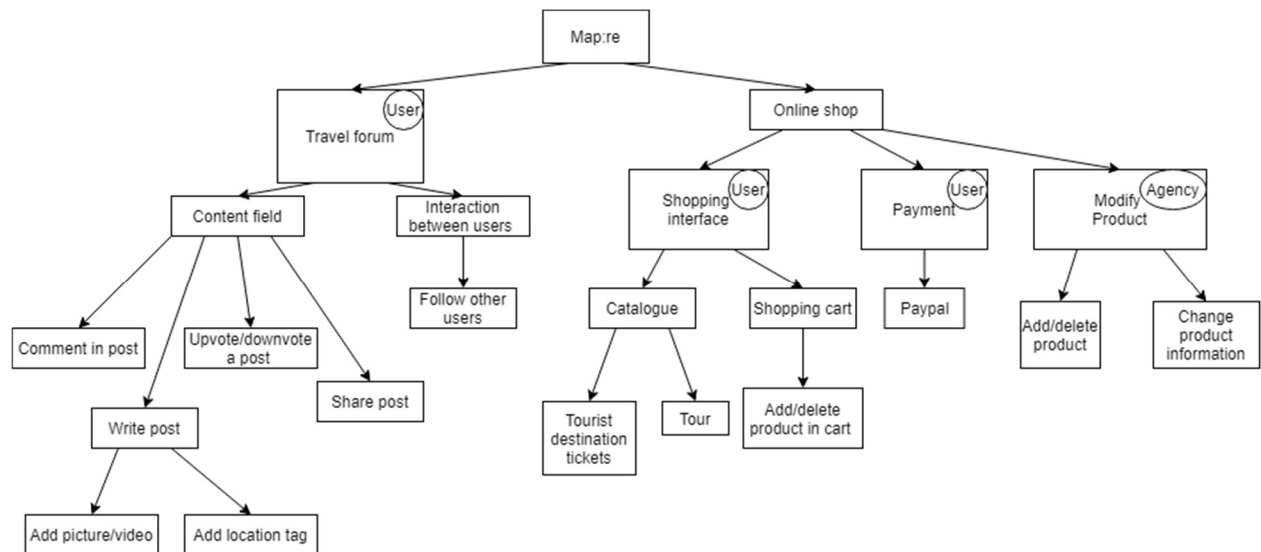 Map:re
User
Travel forum
Online shop
Content field
Interaction
between users
User
Shopping
interface
User
Payment
Agency
Modify
Product
Follow other
users
Catalogue
Shopping cart
Paypal
Add/delete
product
Change
product
information
Comment in post
Upvote/downvote
a post
Share post
Write post
Tourist
destination
tickets
Tour
Add/delete
product in cart
Add picture/video
Add location tag